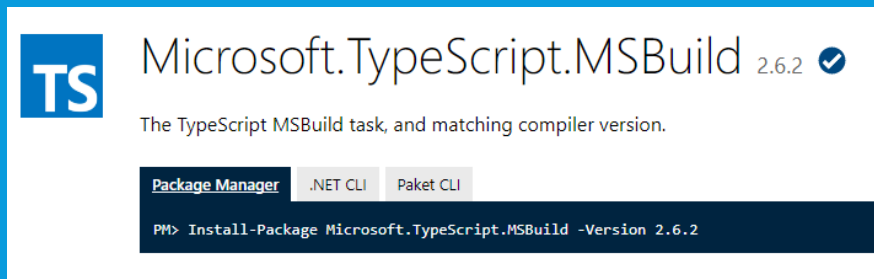 TS
Microsoft.TypeScript.MSBuild 2.6.2
The TypeScript MSBuild task, and matching compiler version.
Package Manager .NET CLI Paket CLI
PM> Install-Package Microsoft.TypeScript.MSBuild -Version 2.6.2